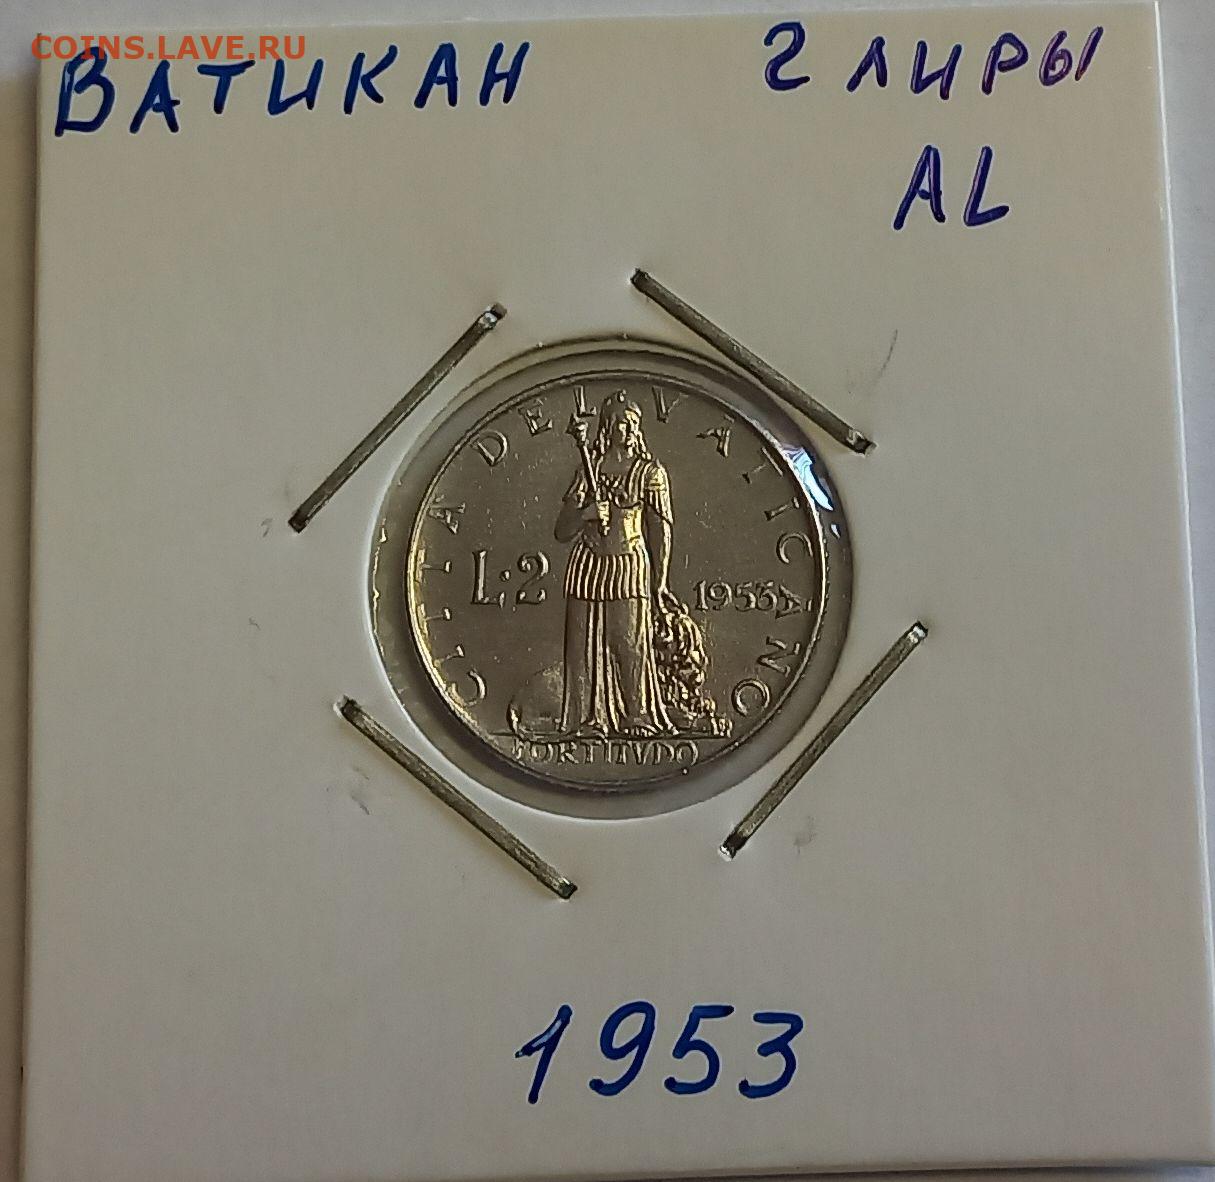 COINS.LAVE.RU
ВАТИКАН 2 ЛИРЫ
AL
CITTA DEL VATICANO
L:2 1953
FORTITVDO
1953